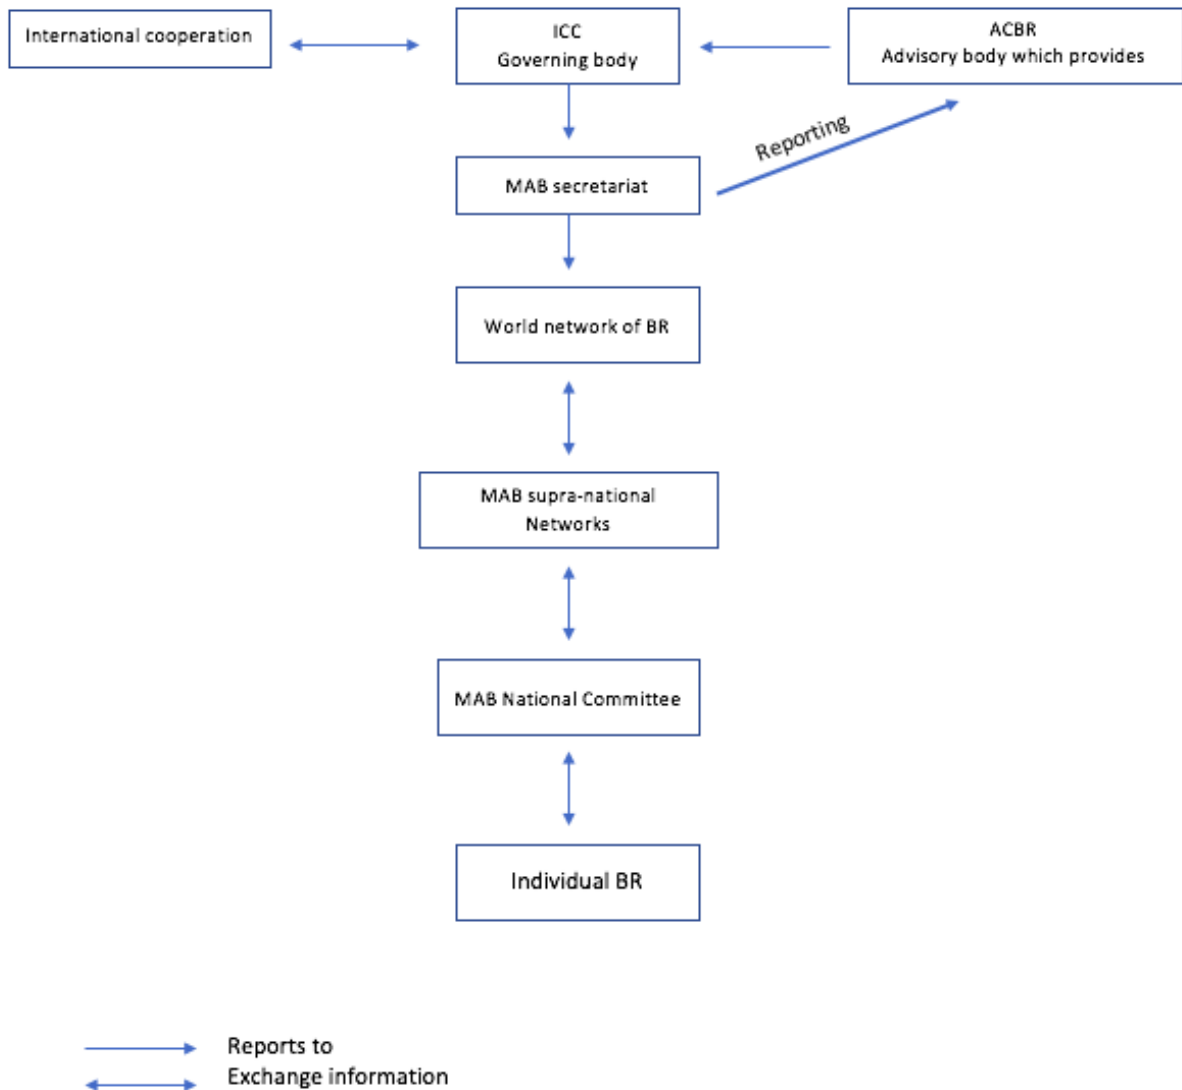 International cooperation
ICC
Governing body
ACBR
Advisory body which provides
Reporting
MAB secretariat
World network of BR
MAB supra-national
Networks
MAB National Committee
Individual BR
Reports to
Exchange information